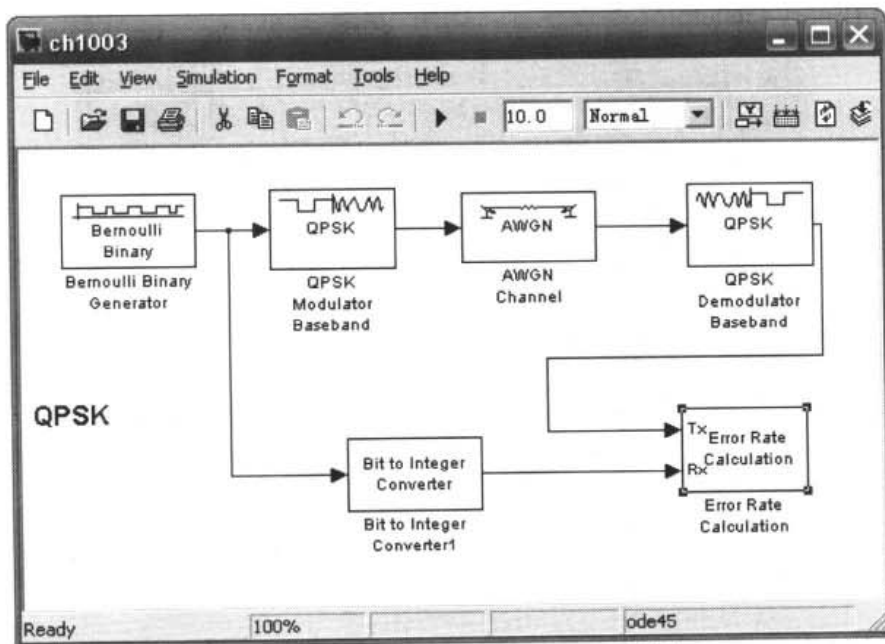 ch1003
File Edit View Simulation Format Tools Help
10.0 Normal
Bernoulli
Binary
Bernoulli Binary
Generator
QPSK
QPSK
Modulator
Baseband
AWGN
AWGN
Channel
QPSK
QPSK
Demodulator
Baseband
QPSK
Bit to Integer
Converter
Bit to Integer
Converter1
Tx
Rx
Error Rate
Calculation
Error Rate
Calculation
Ready 100% ode45